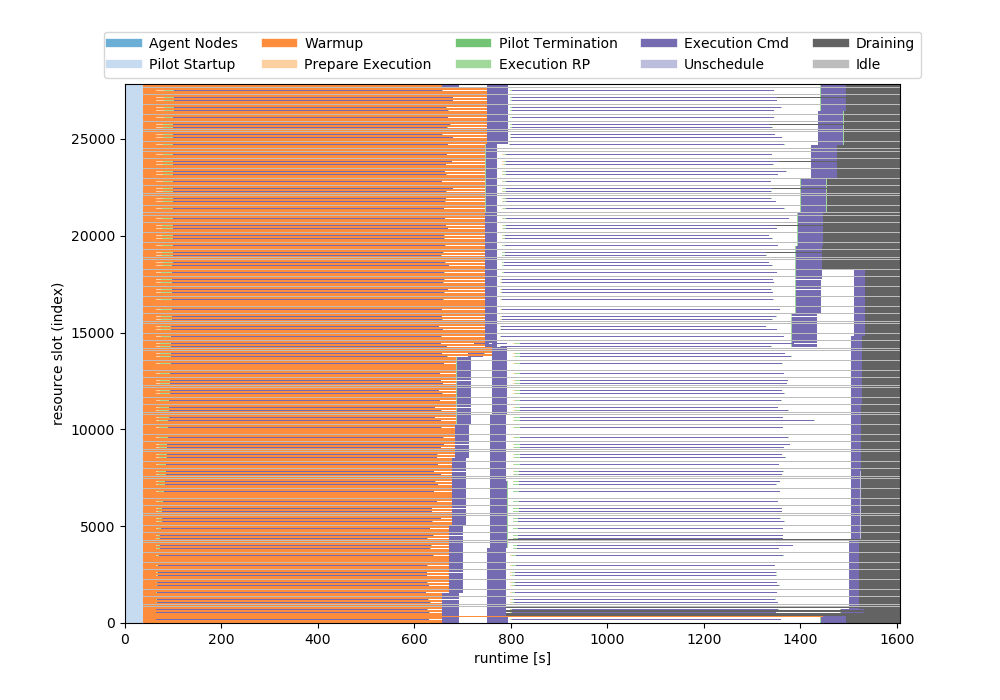 Agent Nodes Warmup Pilot Termination Execution Cmd Draining
Pilot Startup Prepare Execution Execution RP Unschedule Idle
25000
20000
15000
10000
5000
0
resource slot (index)
0 200 400 600 800 1000 1200 1400 1600
runtime [s]